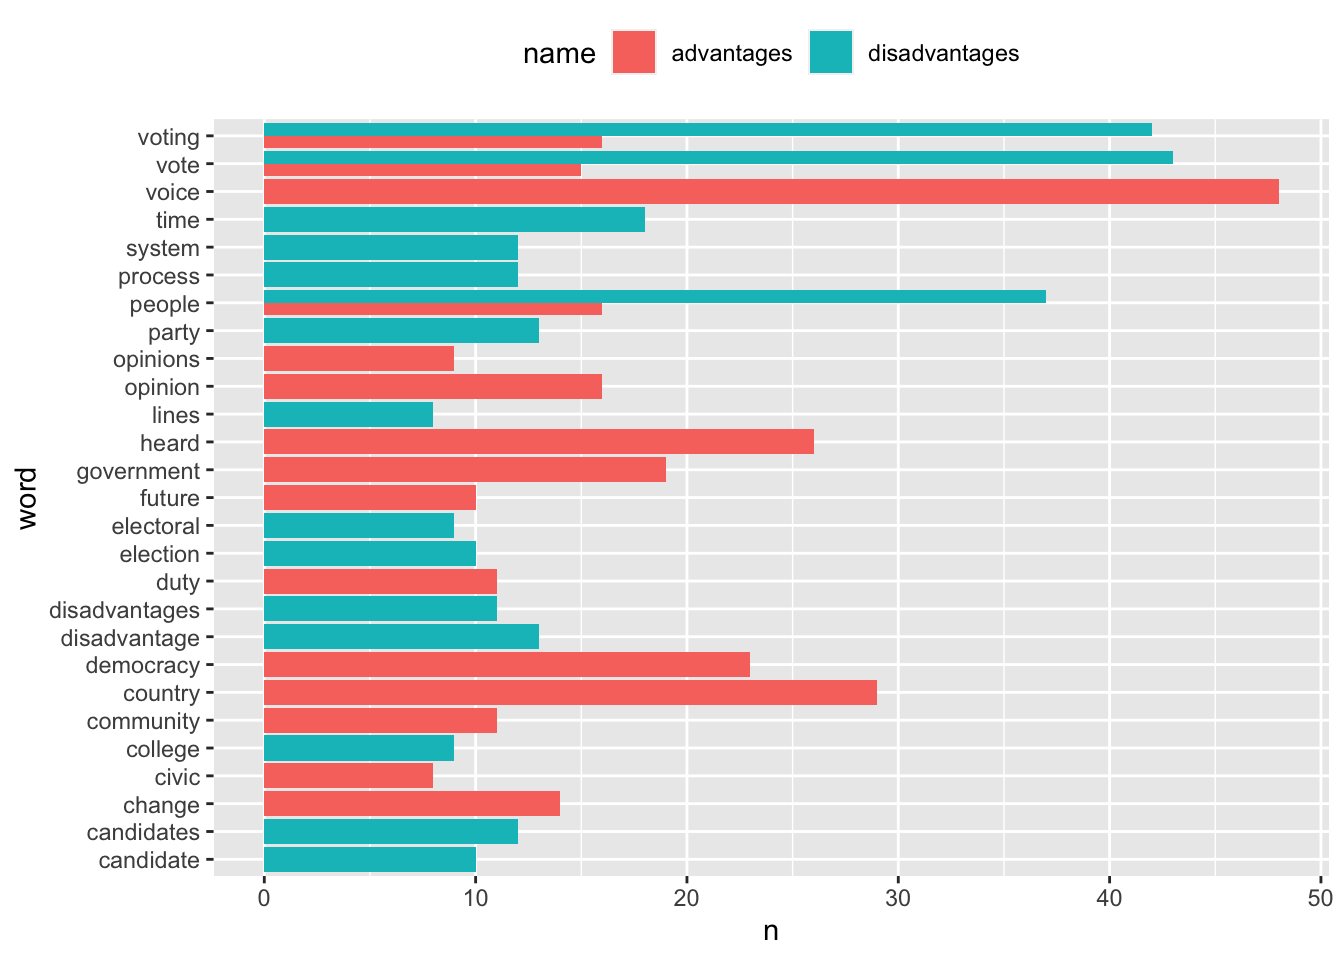 name advantages disadvantages
voting
vote
voice
time
system
process
people
party
opinions
opinion
lines
heard
government
future
electoral
election
duty
disadvantages
disadvantage
democracy
country
community
college
civic
change
candidates
candidate
word
0 10 20 30 40 50
n